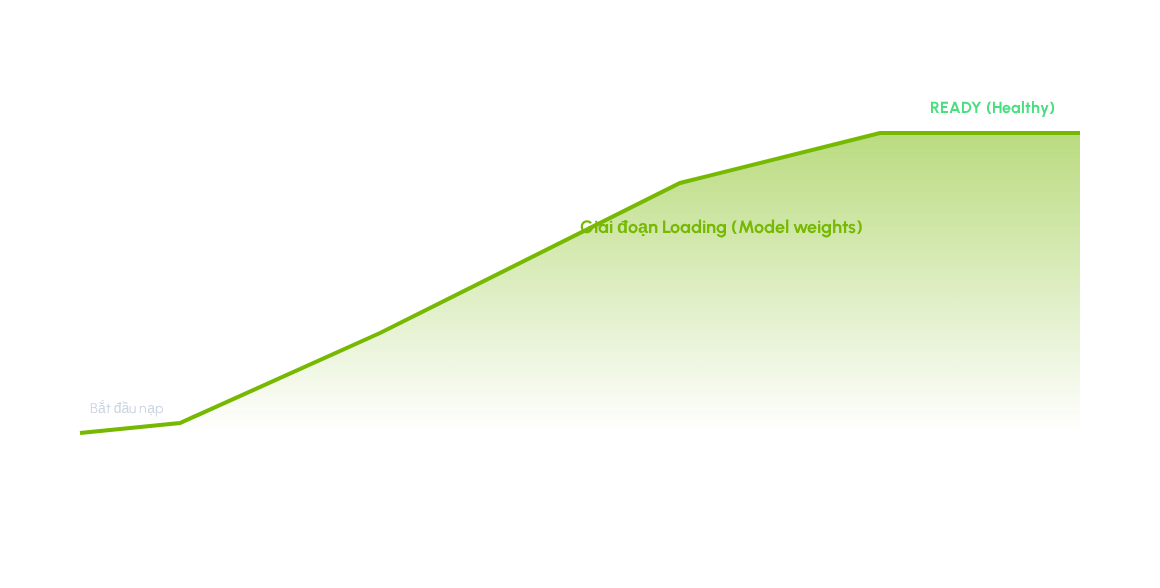 READY (Healthy)
Giai đoạn Loading (Model weights)
Bắt đầu nạp